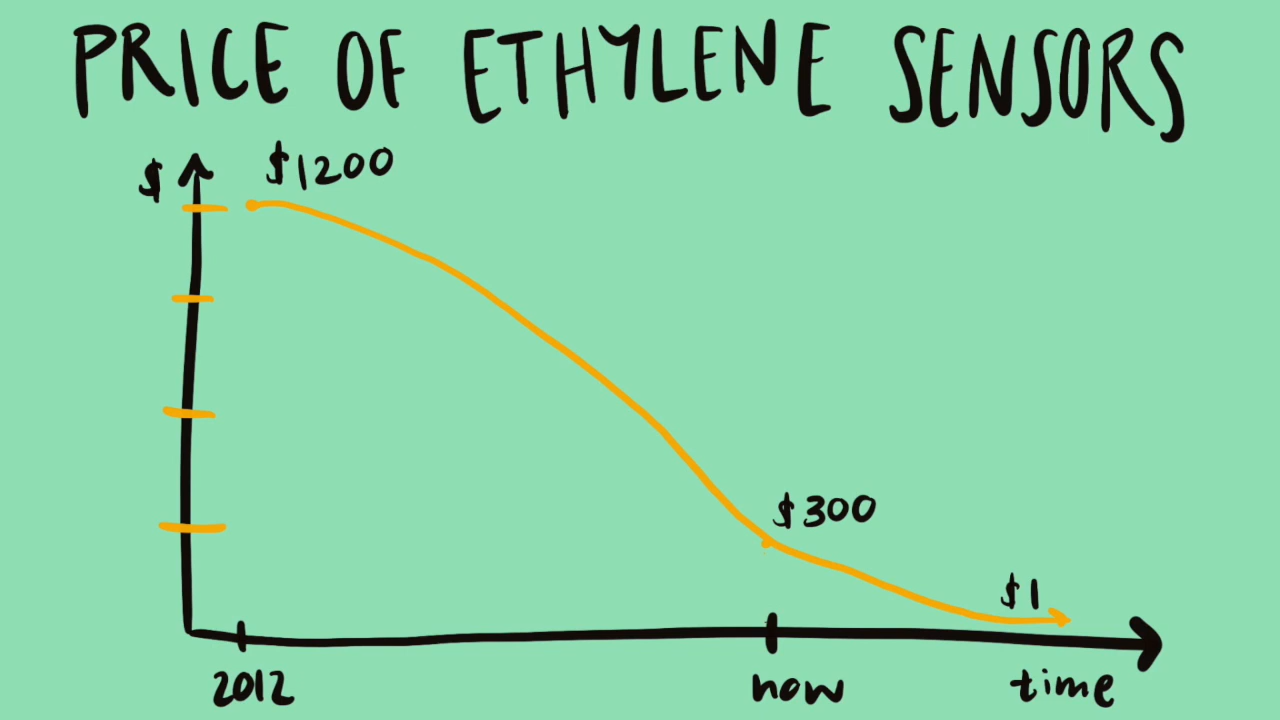 PRICE OF ETHYLENE SENSORS
$
$1200
$300
$1
2012
now
time